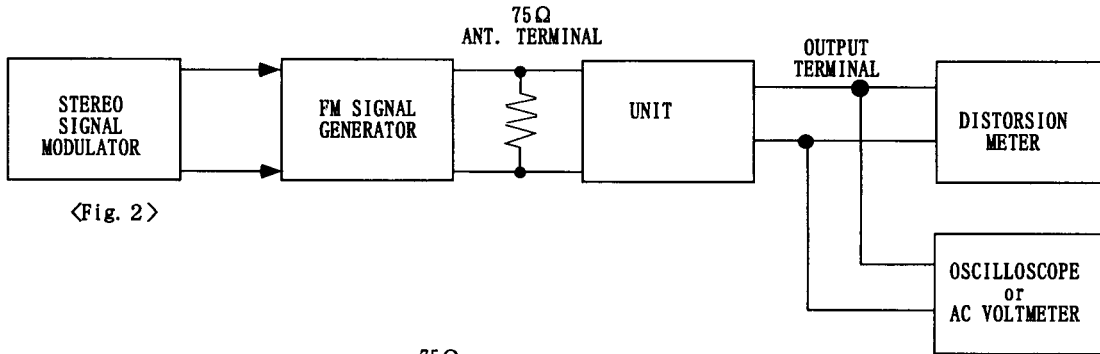 75Ω
ANT. TERMINAL
OUTPUT
TERMINAL
STEREO
SIGNAL
MODULATOR
FM SIGNAL
GENERATOR
UNIT
DISTORSION
METER
<Fig. 2>
OSCILLOSCOPE
or
AC VOLTMETER
75Ω